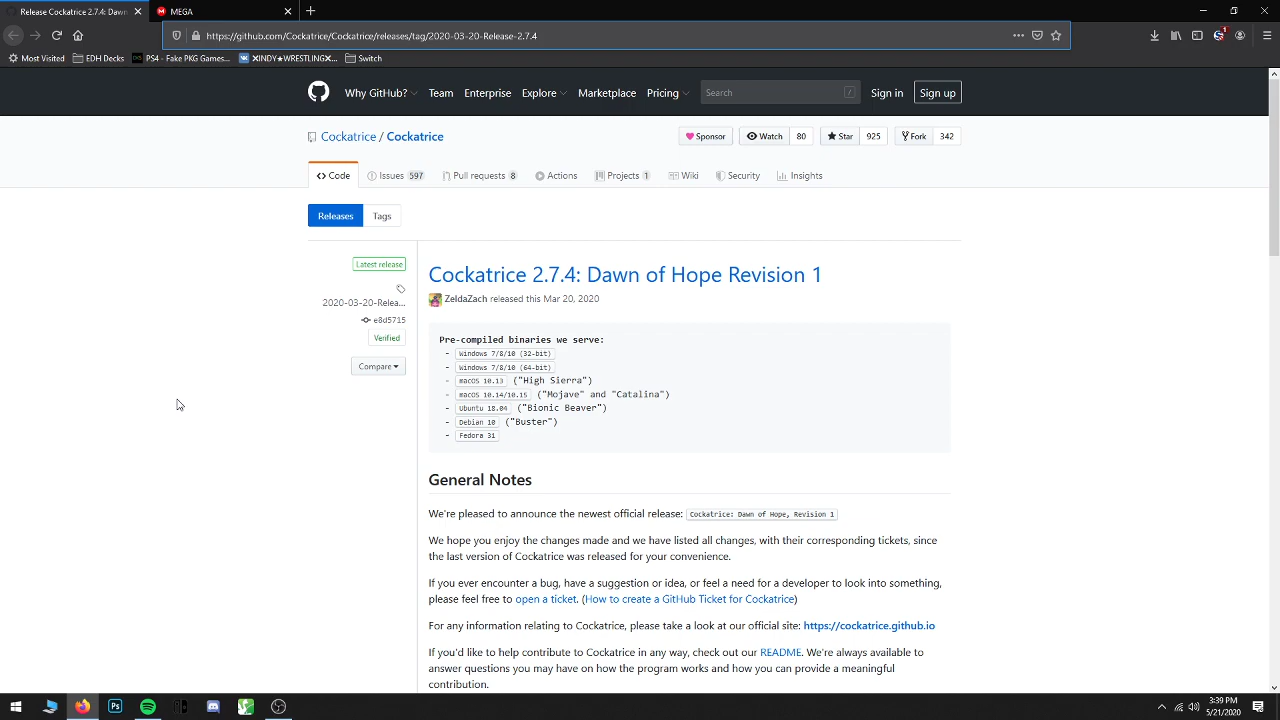 Release Cockatrice 2.7.4: Dawn
MEGA
https://github.com/Cockatrice/Cockatrice/releases/tag/2020-03-20-Release-2.7.4
Most Visited EDH Decks PS4 - Fake PKG Games... ✕INDY★WRESTLING✕... Switch
Why GitHub? Team Enterprise Explore Marketplace Pricing Search / Sign in Sign up
Cockatrice / Cockatrice Sponsor Watch 80 Star 925 Fork 342
Code Issues 597 Pull requests 8 Actions Projects 1 Wiki Security Insights
Releases Tags
Latest release
2020-03-20-Relea...
e8d5715
Verified
Compare
Cockatrice 2.7.4: Dawn of Hope Revision 1
ZeldaZach released this Mar 20, 2020
Pre-compiled binaries we serve:
- Windows 7/8/10 (32-bit)
- Windows 7/8/10 (64-bit)
- macOS 10.13 ("High Sierra")
- macOS 10.14/10.15 ("Mojave" and "Catalina")
- Ubuntu 18.04 ("Bionic Beaver")
- Debian 10 ("Buster")
- Fedora 31
General Notes
We're pleased to announce the newest official release: Cockatrice: Dawn of Hope, Revision 1
We hope you enjoy the changes made and we have listed all changes, with their corresponding tickets, since
the last version of Cockatrice was released for your convenience.
If you ever encounter a bug, have a suggestion or idea, or feel a need for a developer to look into something,
please feel free to open a ticket. (How to create a GitHub Ticket for Cockatrice)
For any information relating to Cockatrice, please take a look at our official site: https://cockatrice.github.io
If you'd like to help contribute to Cockatrice in any way, check out our README. We're always available to
answer questions you may have on how the program works and how you can provide a meaningful
contribution.
Ps
3:39 PM
5/21/2020